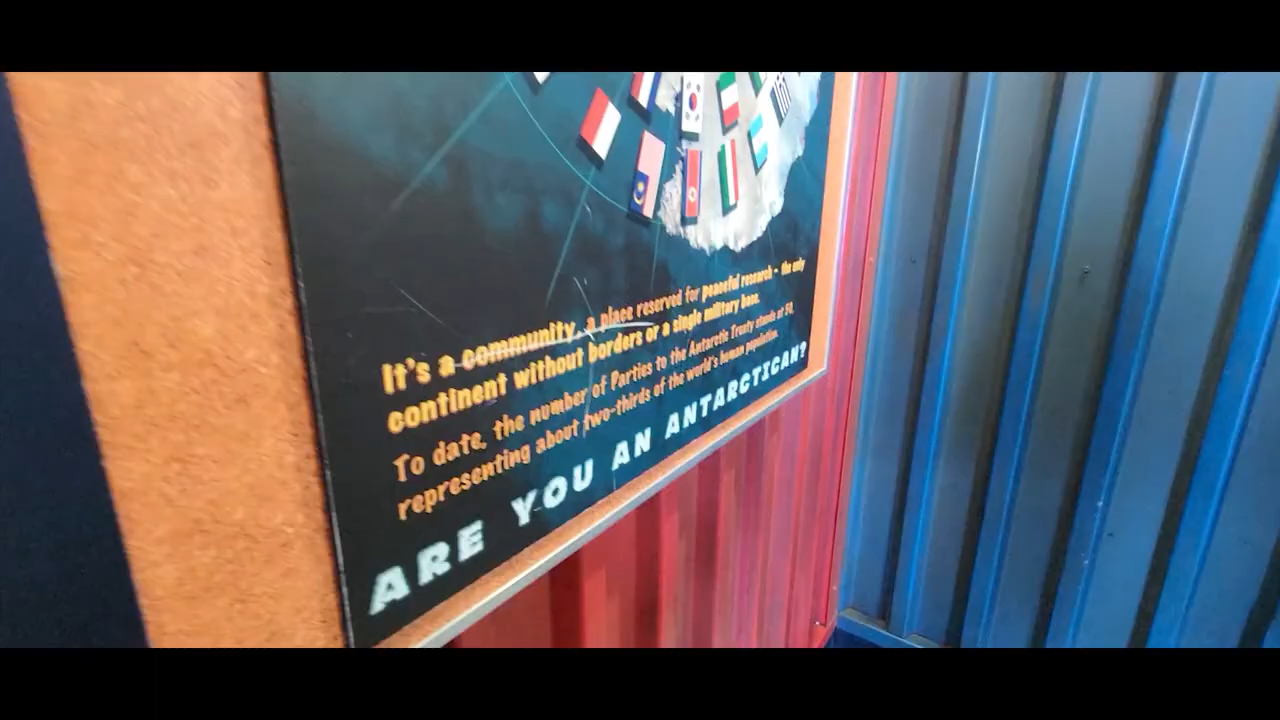 It's a community, a place reserved for peaceful research - the only
continent without borders or a single military base.
To date, the number of Parties to the Antarctic Treaty stands at 50,
representing about two-thirds of the world's human population.
ARE YOU AN ANTARCTICAN?